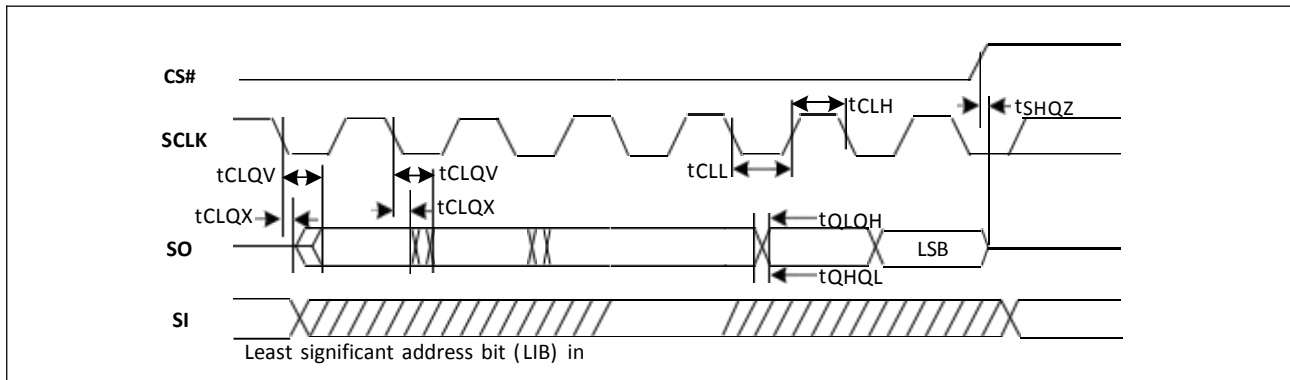 CS#
tCLH
tSHQZ
SCLK
tCLQV
tCLQV
tCLL
tCLQX
tCLQX
tQLQH
SO
LSB
tQHQL
SI
Least significant address bit (LIB) in